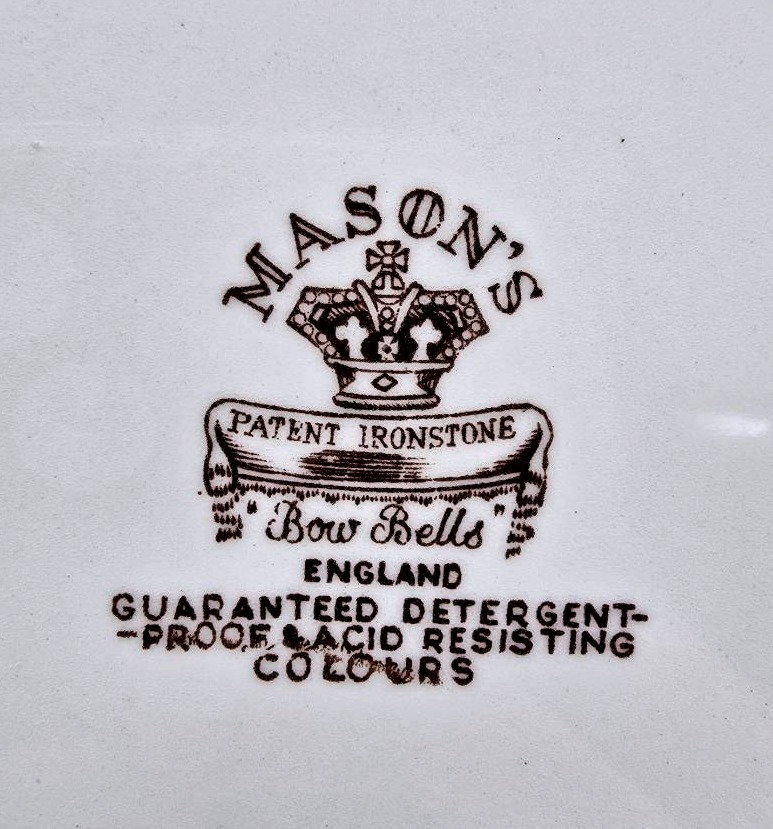 MASON'S
PATENT IRONSTONE
"Bow Bells"
ENGLAND
GUARANTEED DETERGENT-
-PROOF & ACID RESISTING
COLOURS